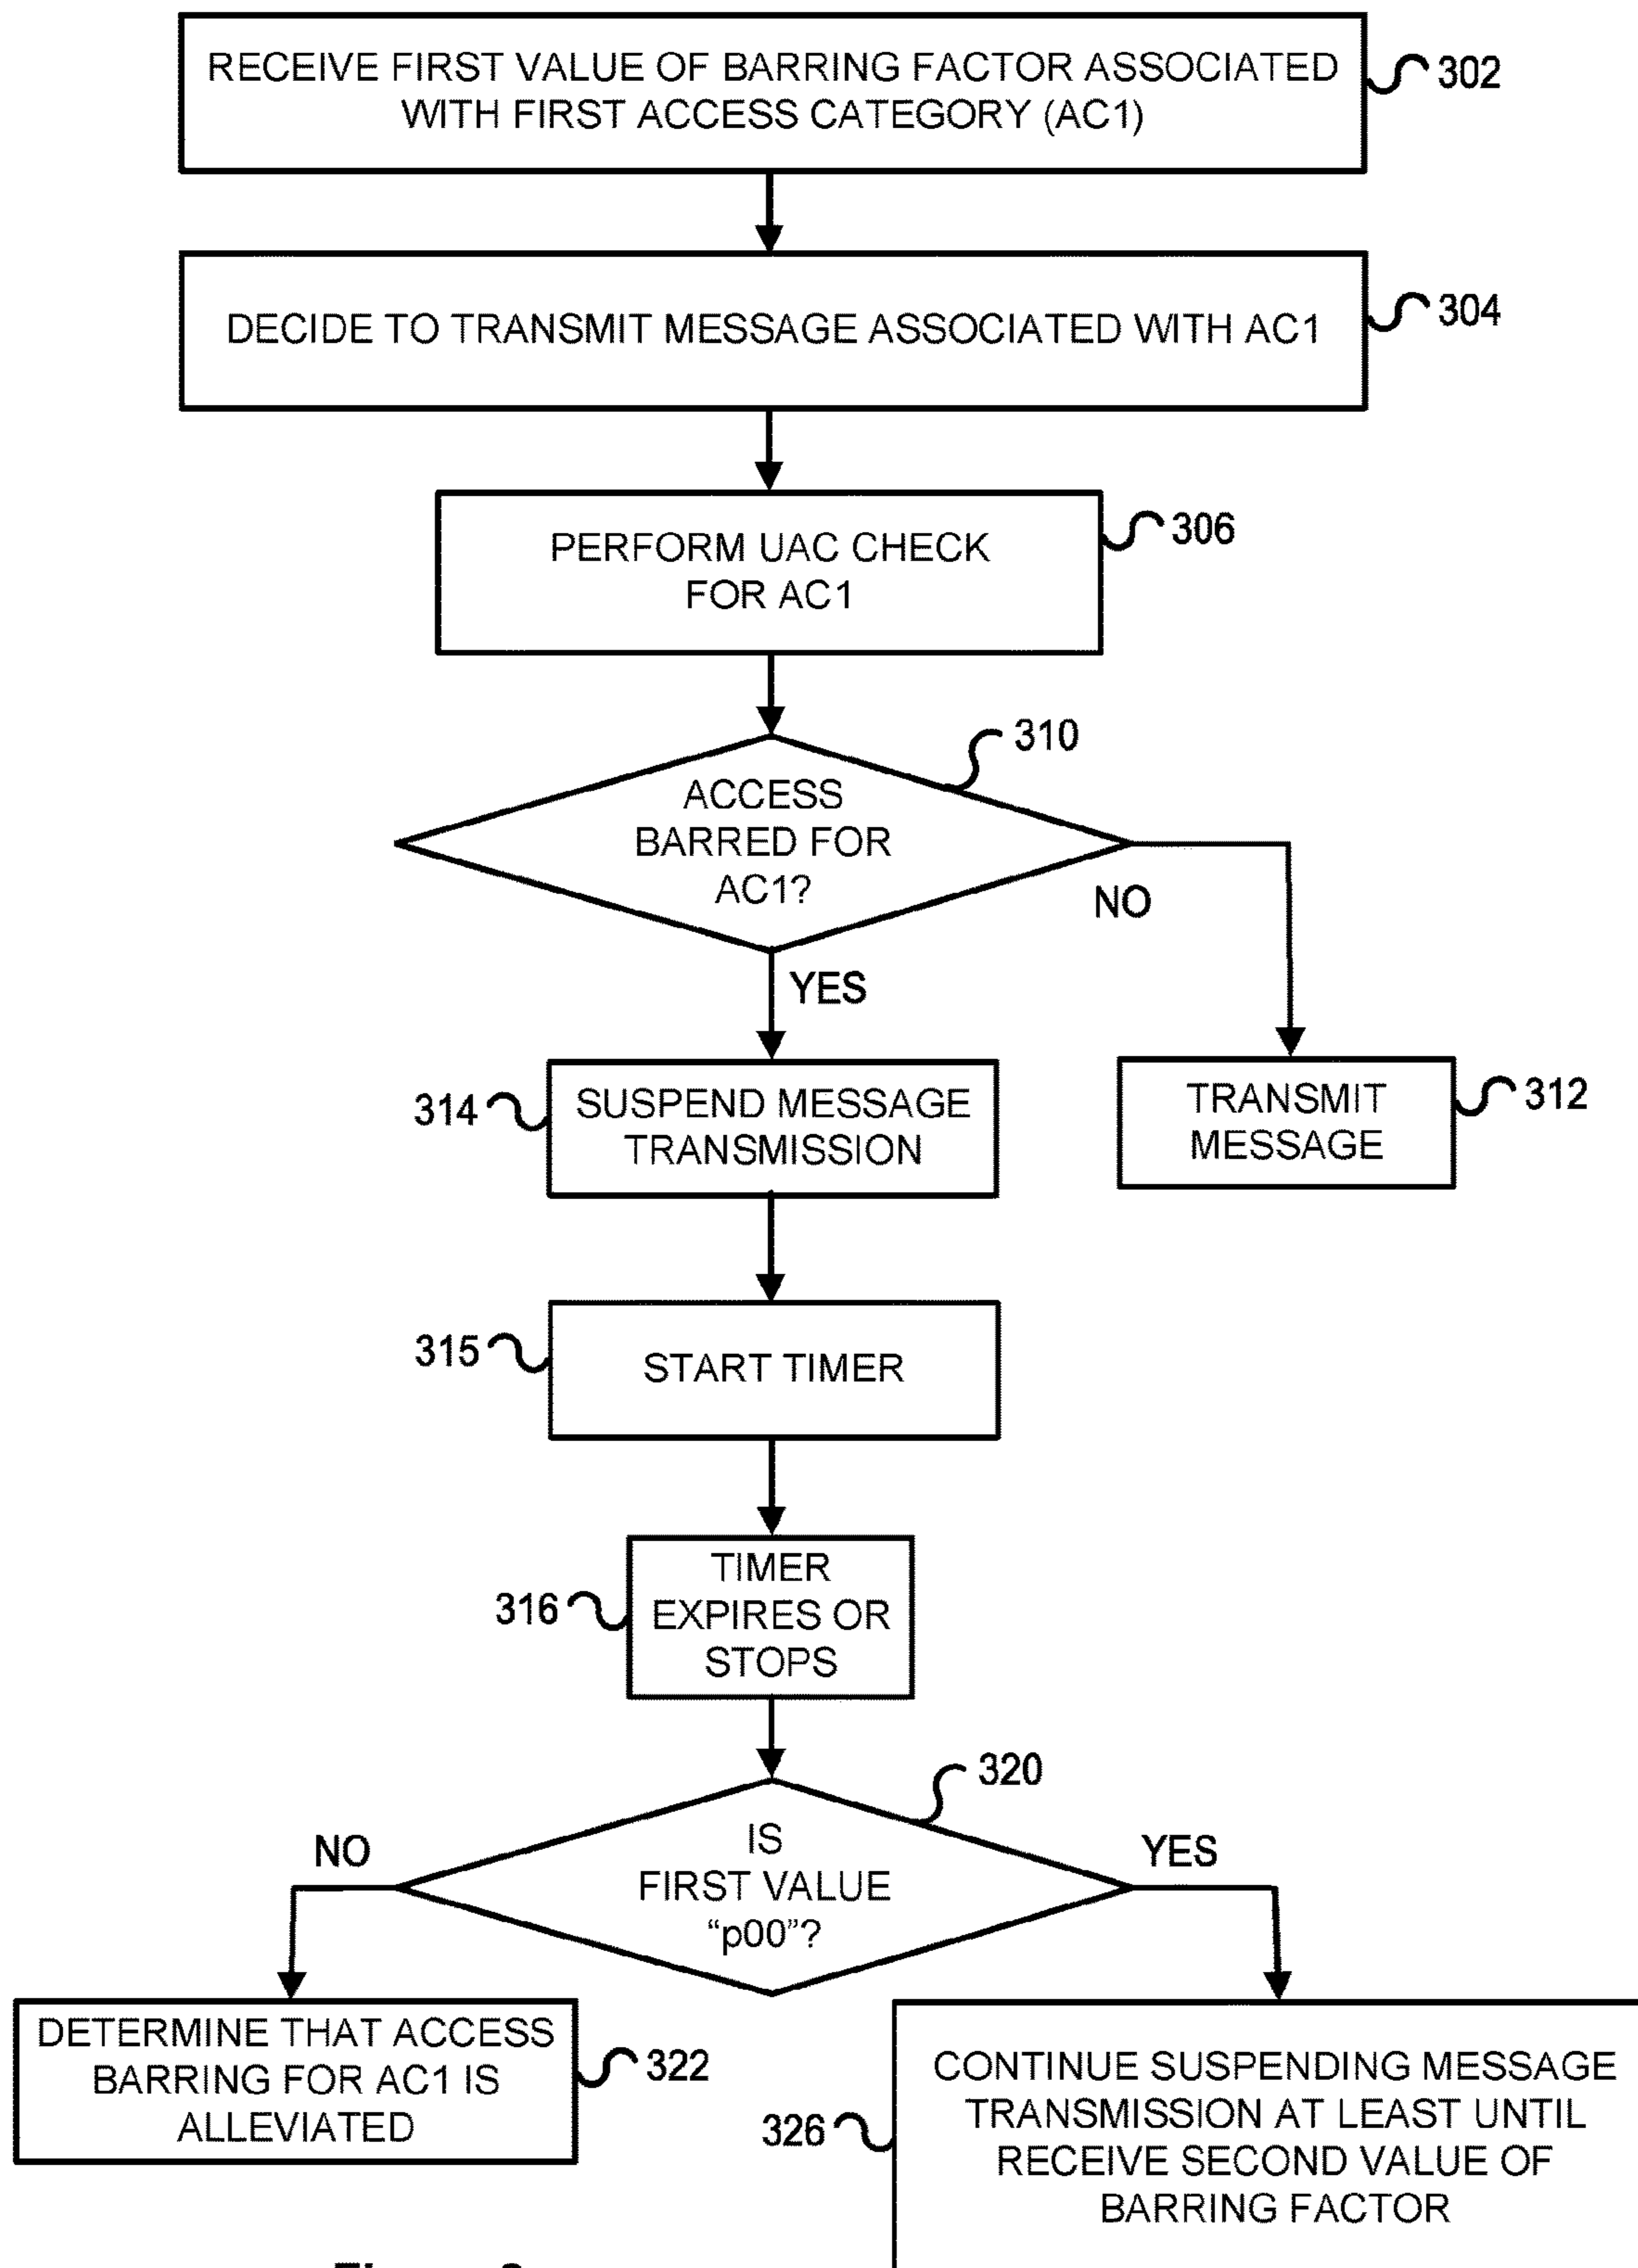 RECEIVE FIRST VALUE OF BARRING FACTOR ASSOCIATED
WITH FIRST ACCESS CATEGORY (AC1)
302
DECIDE TO TRANSMIT MESSAGE ASSOCIATED WITH AC1
304
PERFORM UAC CHECK
FOR AC1
306
310
ACCESS
BARRED FOR
AC1?
NO
YES
314
SUSPEND MESSAGE
TRANSMISSION
TRANSMIT
MESSAGE
312
315
START TIMER
316
TIMER
EXPIRES OR
STOPS
320
IS
FIRST VALUE
“p00”?
NO
YES
DETERMINE THAT ACCESS
BARRING FOR AC1 IS
ALLEVIATED
322
326
CONTINUE SUSPENDING MESSAGE
TRANSMISSION AT LEAST UNTIL
RECEIVE SECOND VALUE OF
BARRING FACTOR